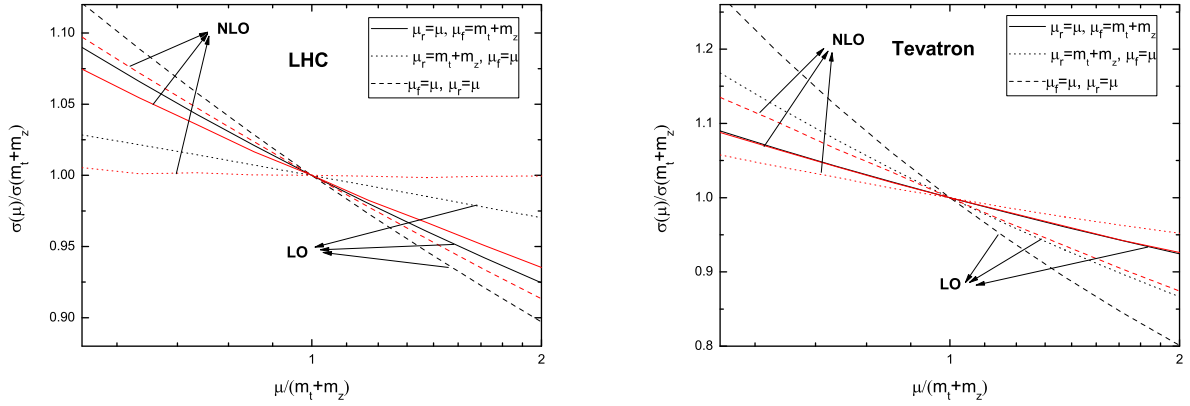 1.10
1.05
1.00
0.95
0.90
σ(μ)/σ(m_t+m_z)
NLO
LHC
μ_r=μ, μ_f=m_t+m_z
μ_r=m_t+m_z, μ_f=μ
μ_f=μ, μ_r=μ
LO
1
2
μ/(m_t+m_z)
1.2
1.1
1.0
0.9
0.8
σ(μ)/σ(m_t+m_z)
NLO
Tevatron
μ_r=μ, μ_f=m_t+m_z
μ_r=m_t+m_z, μ_f=μ
μ_f=μ, μ_r=μ
LO
1
2
μ/(m_t+m_z)